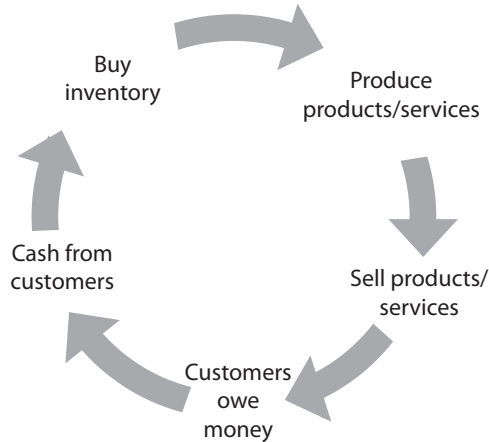 Buy
inventory
Produce
products/services
Sell products/
services
Customers
owe
money
Cash from
customers